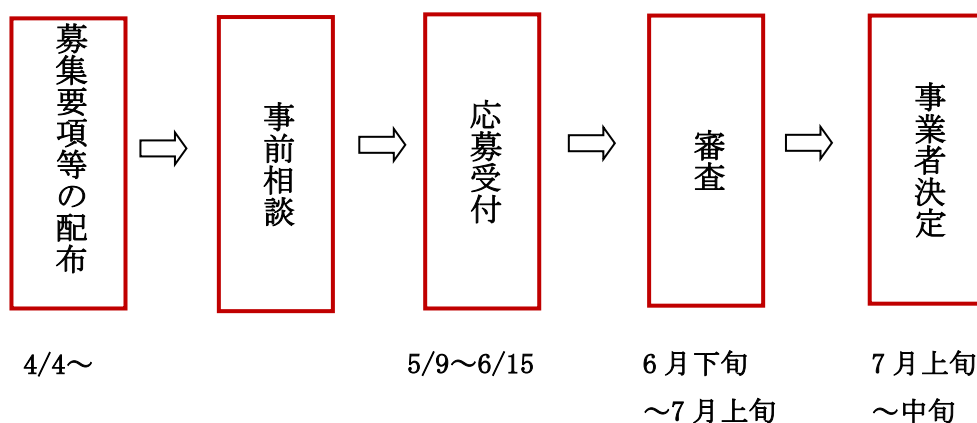 募集要項等の配布
事前相談
応募受付
審査
事業者決定
4/4～
5/9～6/15
6月下旬
～7月上旬
7月上旬
～中旬